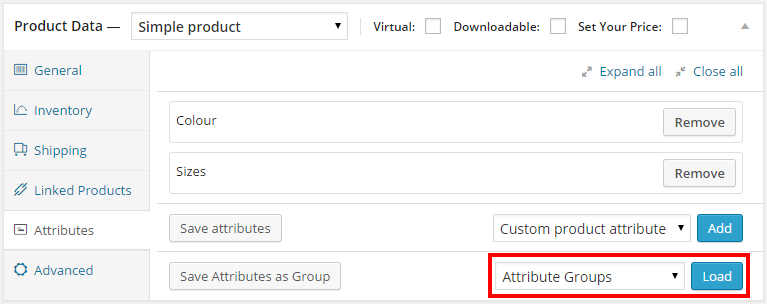 Product Data — Simple product Virtual: Downloadable: Set Your Price:
General
Expand all Close all
Inventory
Colour Remove
Shipping
Sizes Remove
Linked Products
Attributes
Save attributes Custom product attribute Add
Advanced
Save Attributes as Group Attribute Groups Load